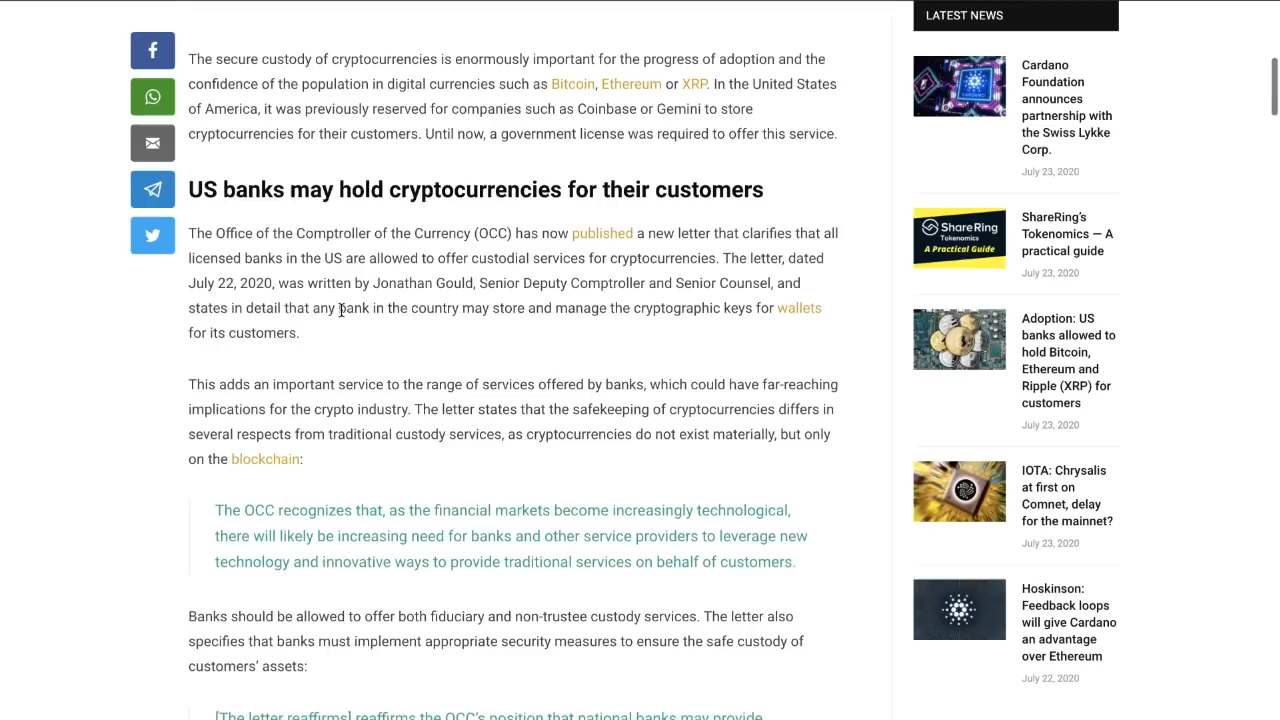 The secure custody of cryptocurrencies is enormously important for the progress of adoption and the
confidence of the population in digital currencies such as Bitcoin, Ethereum or XRP. In the United States
of America, it was previously reserved for companies such as Coinbase or Gemini to store
cryptocurrencies for their customers. Until now, a government license was required to offer this service.
US banks may hold cryptocurrencies for their customers
The Office of the Comptroller of the Currency (OCC) has now published a new letter that clarifies that all
licensed banks in the US are allowed to offer custodial services for cryptocurrencies. The letter, dated
July 22, 2020, was written by Jonathan Gould, Senior Deputy Comptroller and Senior Counsel, and
states in detail that any bank in the country may store and manage the cryptographic keys for wallets
for its customers.
This adds an important service to the range of services offered by banks, which could have far-reaching
implications for the crypto industry. The letter states that the safekeeping of cryptocurrencies differs in
several respects from traditional custody services, as cryptocurrencies do not exist materially, but only
on the blockchain:
The OCC recognizes that, as the financial markets become increasingly technological,
there will likely be increasing need for banks and other service providers to leverage new
technology and innovative ways to provide traditional services on behalf of customers.
Banks should be allowed to offer both fiduciary and non-trustee custody services. The letter also
specifies that banks must implement appropriate security measures to ensure the safe custody of
customers' assets:
[The letter reaffirms] reaffirms the OCC's position that national banks may provide
LATEST NEWS
Cardano
Foundation
announces
partnership with
the Swiss Lykke
Corp.
July 23, 2020
ShareRing
Tokenomics
A Practical Guide
ShareRing's
Tokenomics — A
practical guide
July 23, 2020
Adoption: US
banks allowed to
hold Bitcoin,
Ethereum and
Ripple (XRP) for
customers
July 23, 2020
IOTA: Chrysalis
at first on
Comnet, delay
for the mainnet?
July 23, 2020
Hoskinson:
Feedback loops
will give Cardano
an advantage
over Ethereum
July 22, 2020